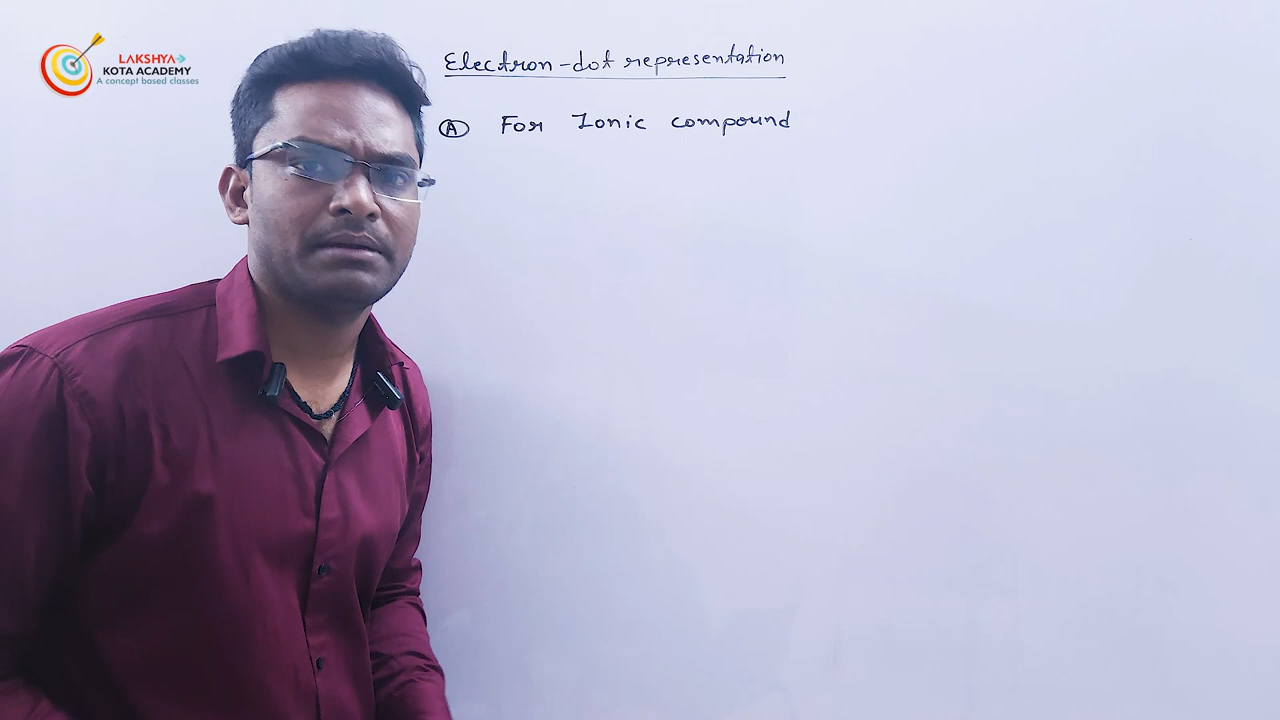 LAKSHYA
KOTA ACADEMY
A concept based classes
Electron-dot representation
A For Ionic compound